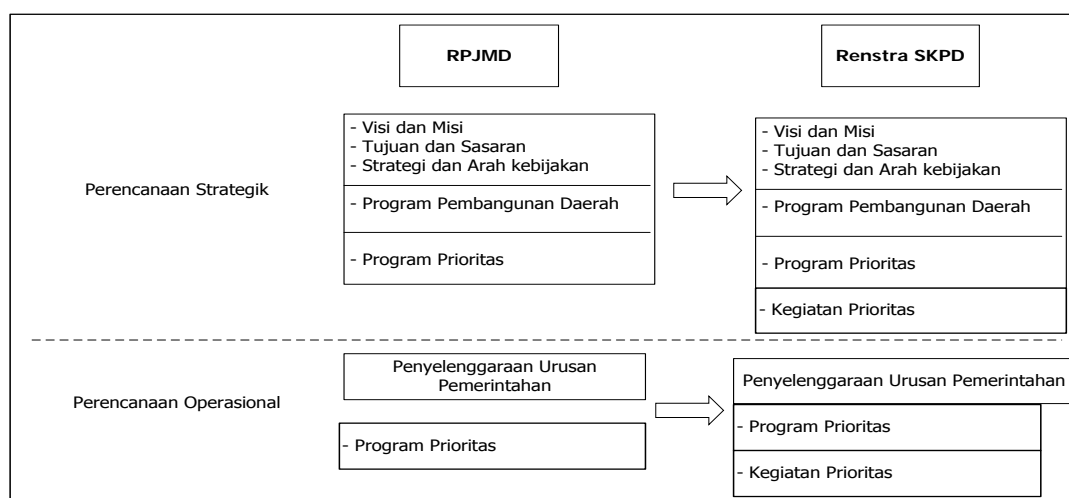 RPJMD
Renstra SKPD
Perencanaan Strategik
- Visi dan Misi
- Tujuan dan Sasaran
- Strategi dan Arah kebijakan
- Program Pembangunan Daerah
- Program Prioritas
- Visi dan Misi
- Tujuan dan Sasaran
- Strategi dan Arah kebijakan
- Program Pembangunan Daerah
- Program Prioritas
- Kegiatan Prioritas
Perencanaan Operasional
Penyelenggaraan Urusan
Pemerintahan
- Program Prioritas
Penyelenggaraan Urusan Pemerintahan
- Program Prioritas
- Kegiatan Prioritas